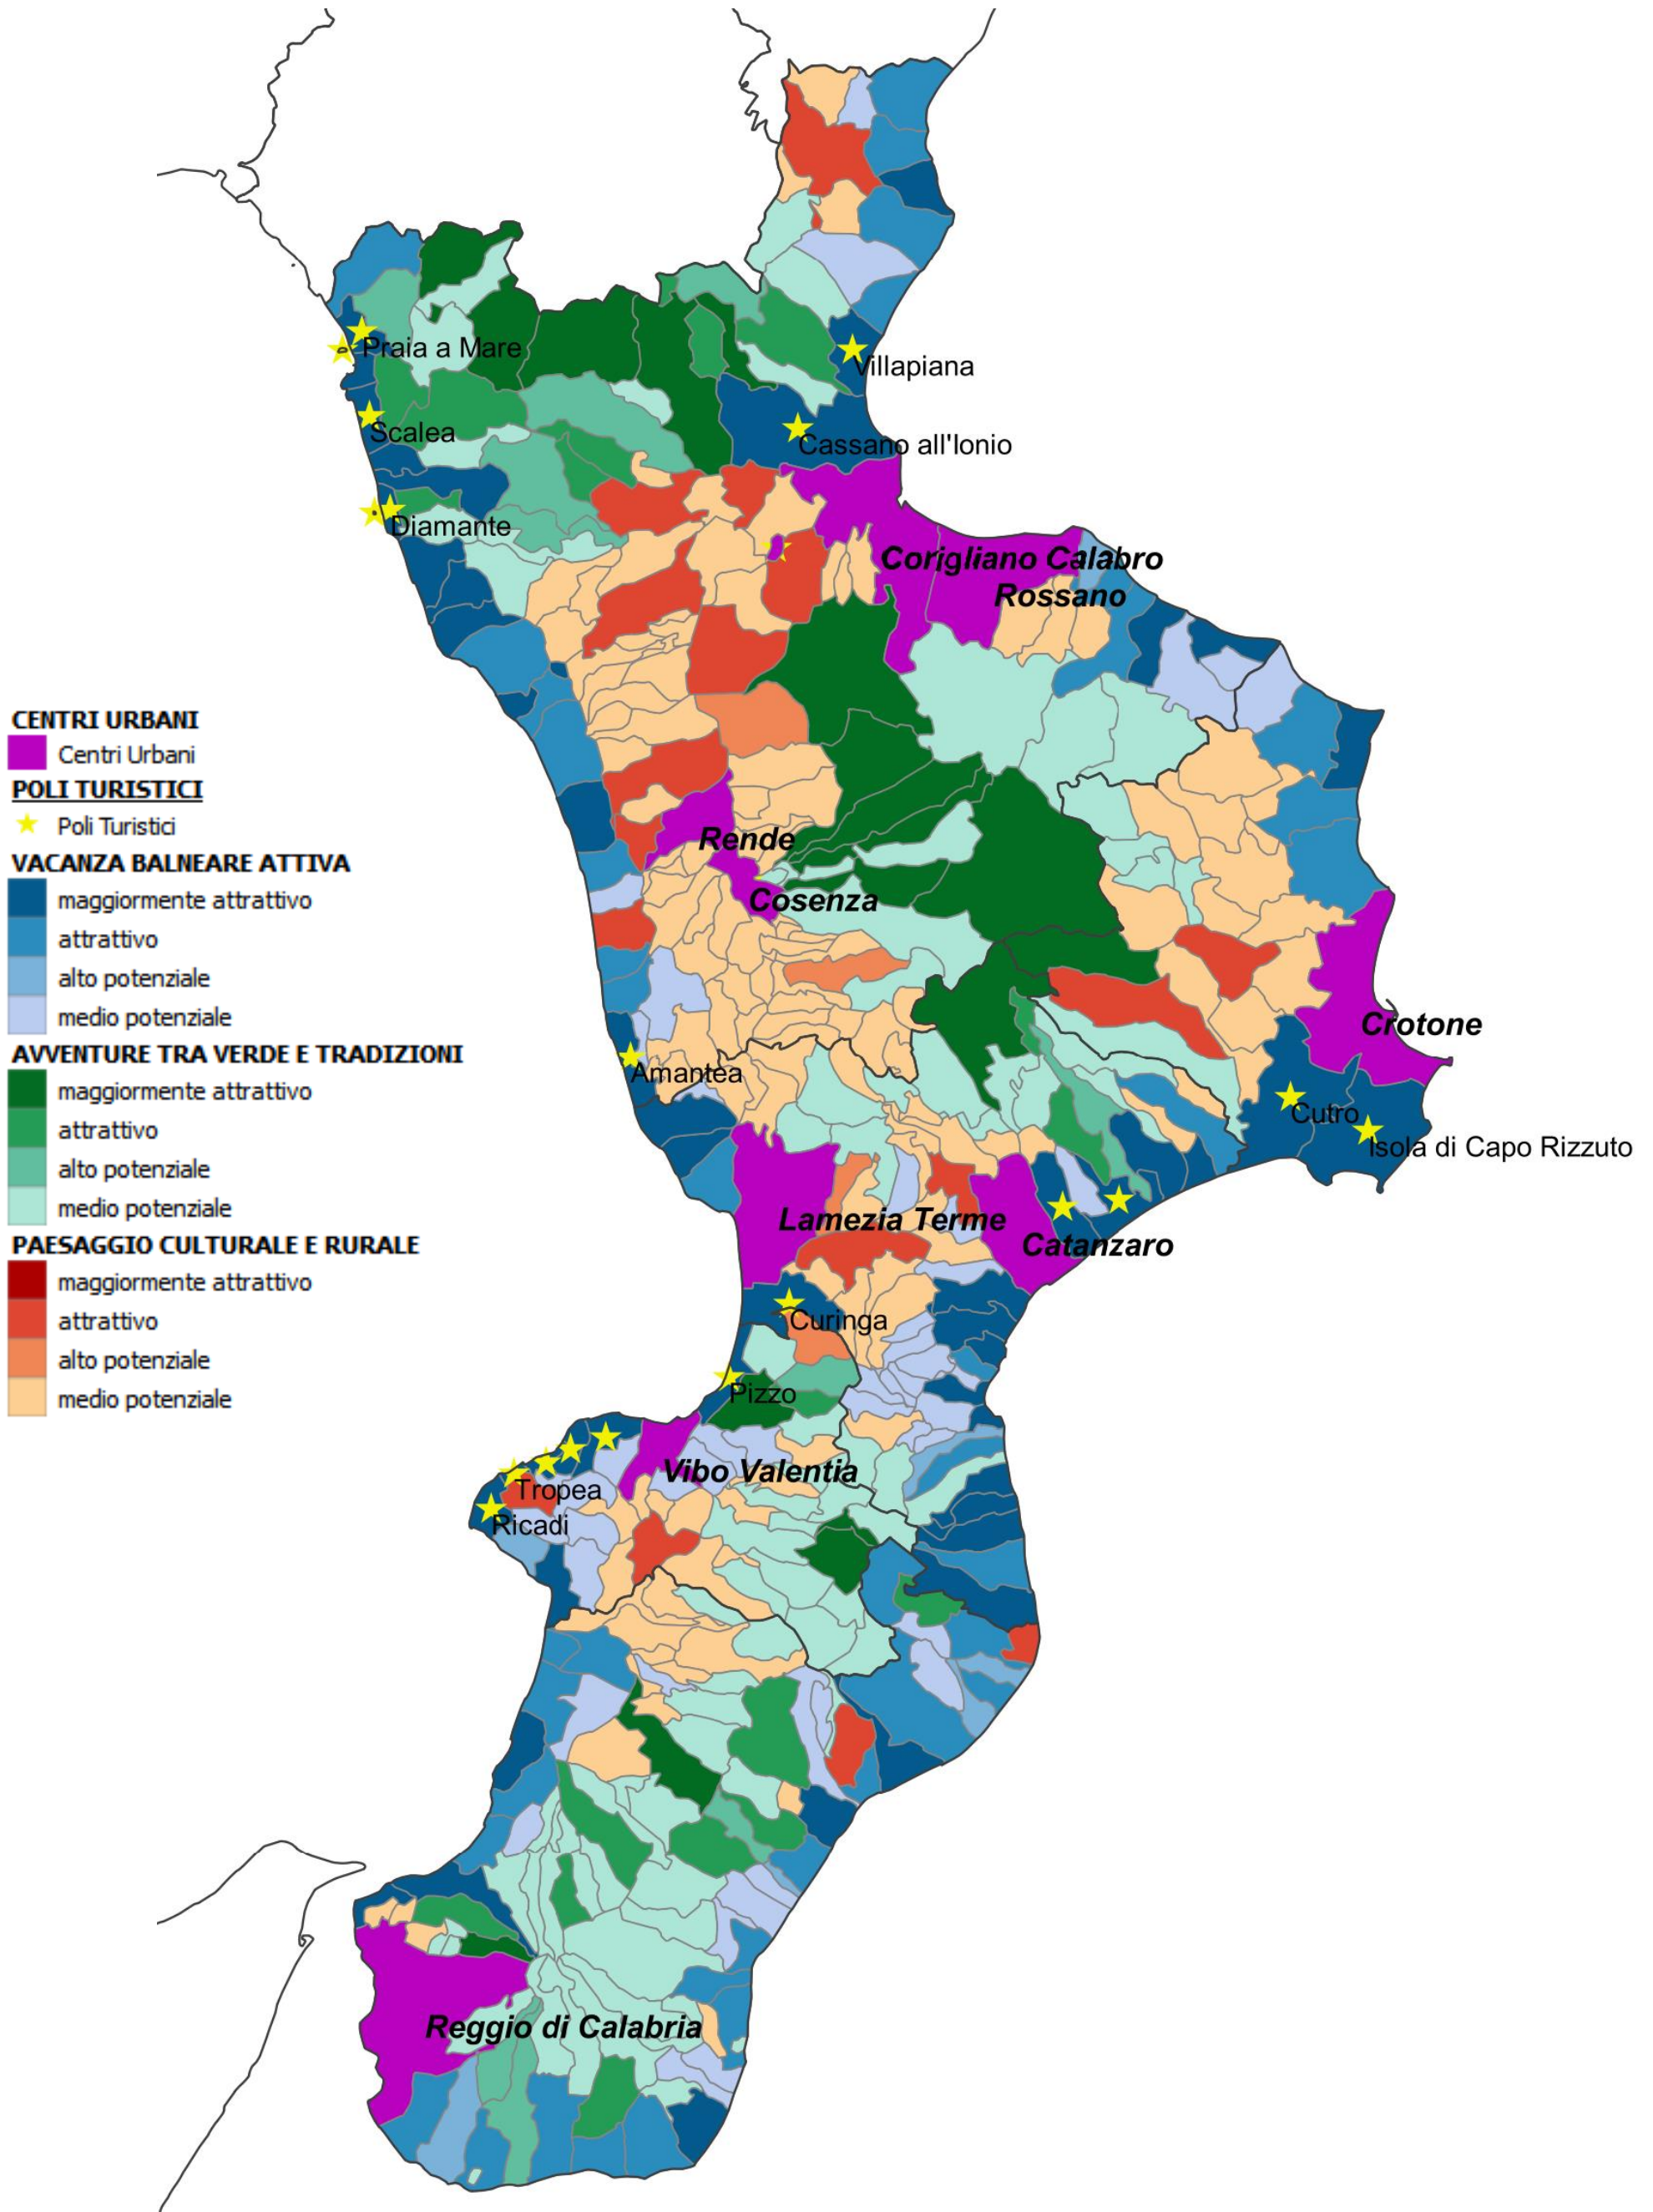 Praia a Mare
Villapiana
Scalea
Cassano all'Ionio
Diamante
Corigliano Calabro
Rossano
CENTRI URBANI
Centri Urbani
POLI TURISTICI
Poli Turistici
VACANZA BALNEARE ATTIVA
maggiormente attrattivo
attrattivo
alto potenziale
medio potenziale
AVVENTURE TRA VERDE E TRADIZIONI
maggiormente attrattivo
attrattivo
alto potenziale
medio potenziale
PAESAGGIO CULTURALE E RURALE
maggiormente attrattivo
attrattivo
alto potenziale
medio potenziale
Rende
Cosenza
Crotone
Amantea
Cutro
Isola di Capo Rizzuto
Lamezia Terme
Catanzaro
Curinga
Pizzo
Vibo Valentia
Tropea
Ricadi
Reggio di Calabria